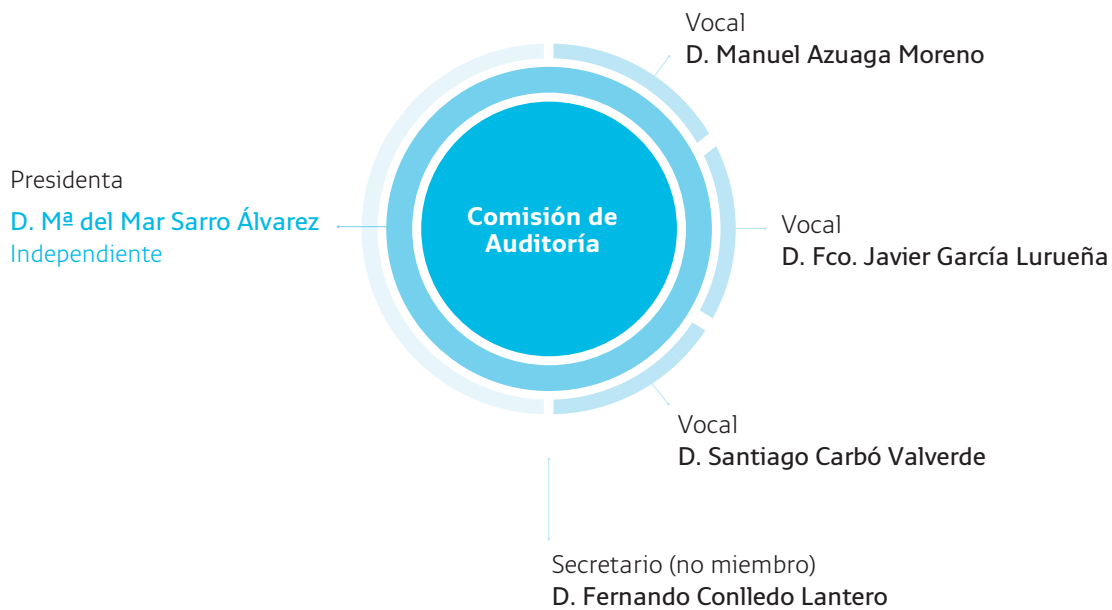 Vocal
D. Manuel Azuaga Moreno
Presidenta
D. Mª del Mar Sarro Álvarez
Independiente
Comisión de
Auditoría
Vocal
D. Fco. Javier García Lurueña
Vocal
D. Santiago Carbó Valverde
Secretario (no miembro)
D. Fernando Conlledo Lantero